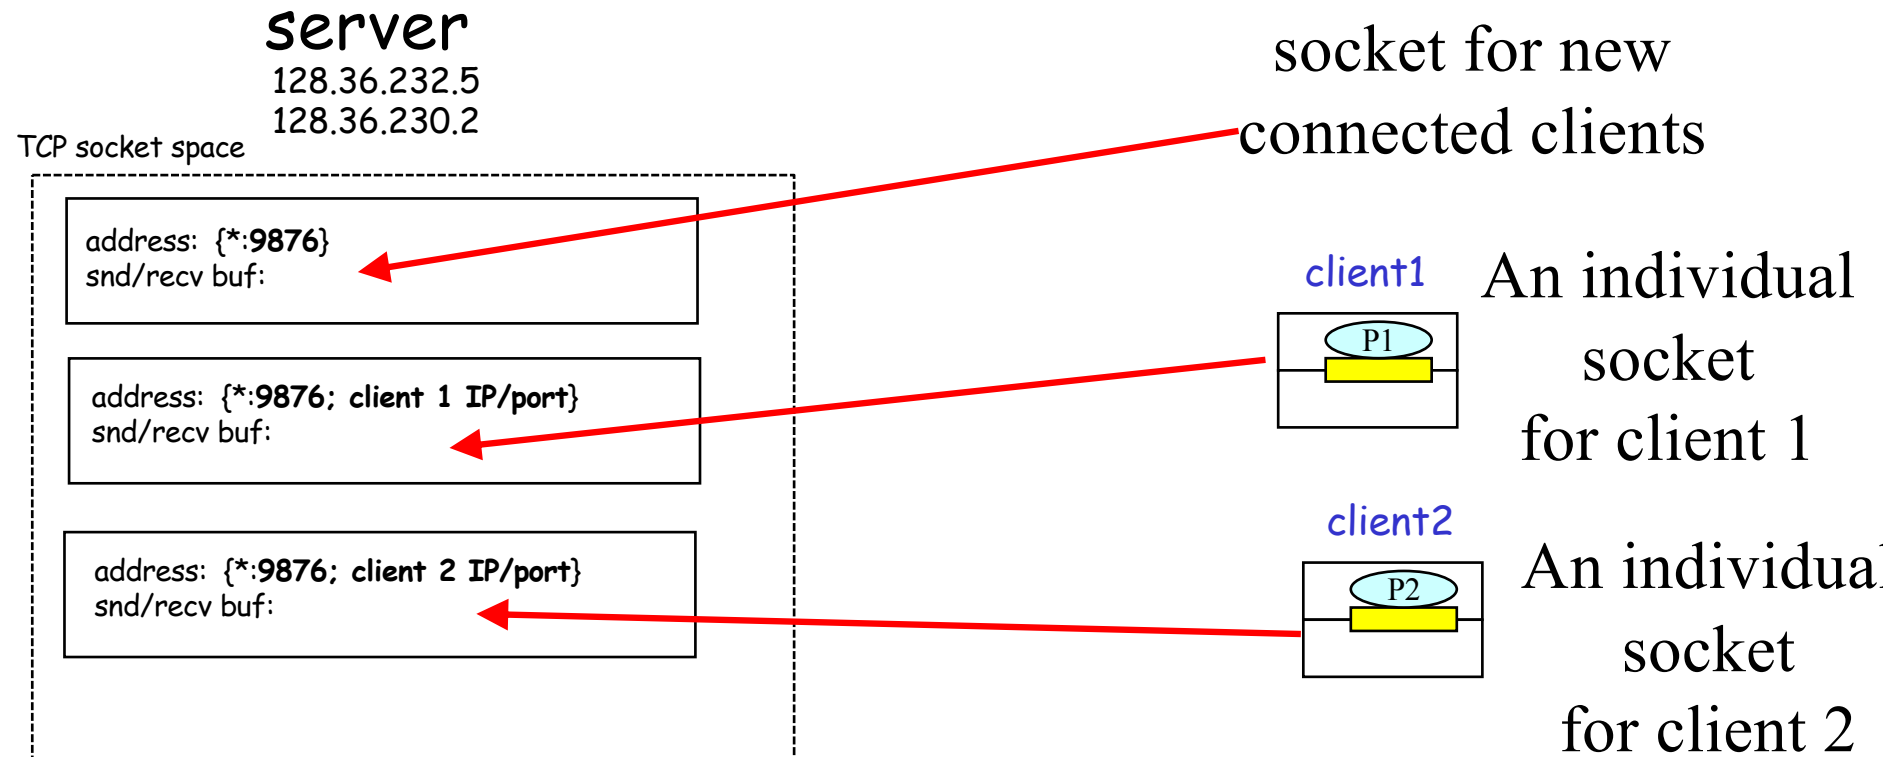 server
128.36.232.5
128.36.230.2
TCP socket space
address: {*:9876}
snd/recv buf:
address: {*:9876; client 1 IP/port}
snd/recv buf:
address: {*:9876; client 2 IP/port}
snd/recv buf:
socket for new
connected clients
client1
P1
An individual
socket
for client 1
client2
P2
An individual
socket
for client 2